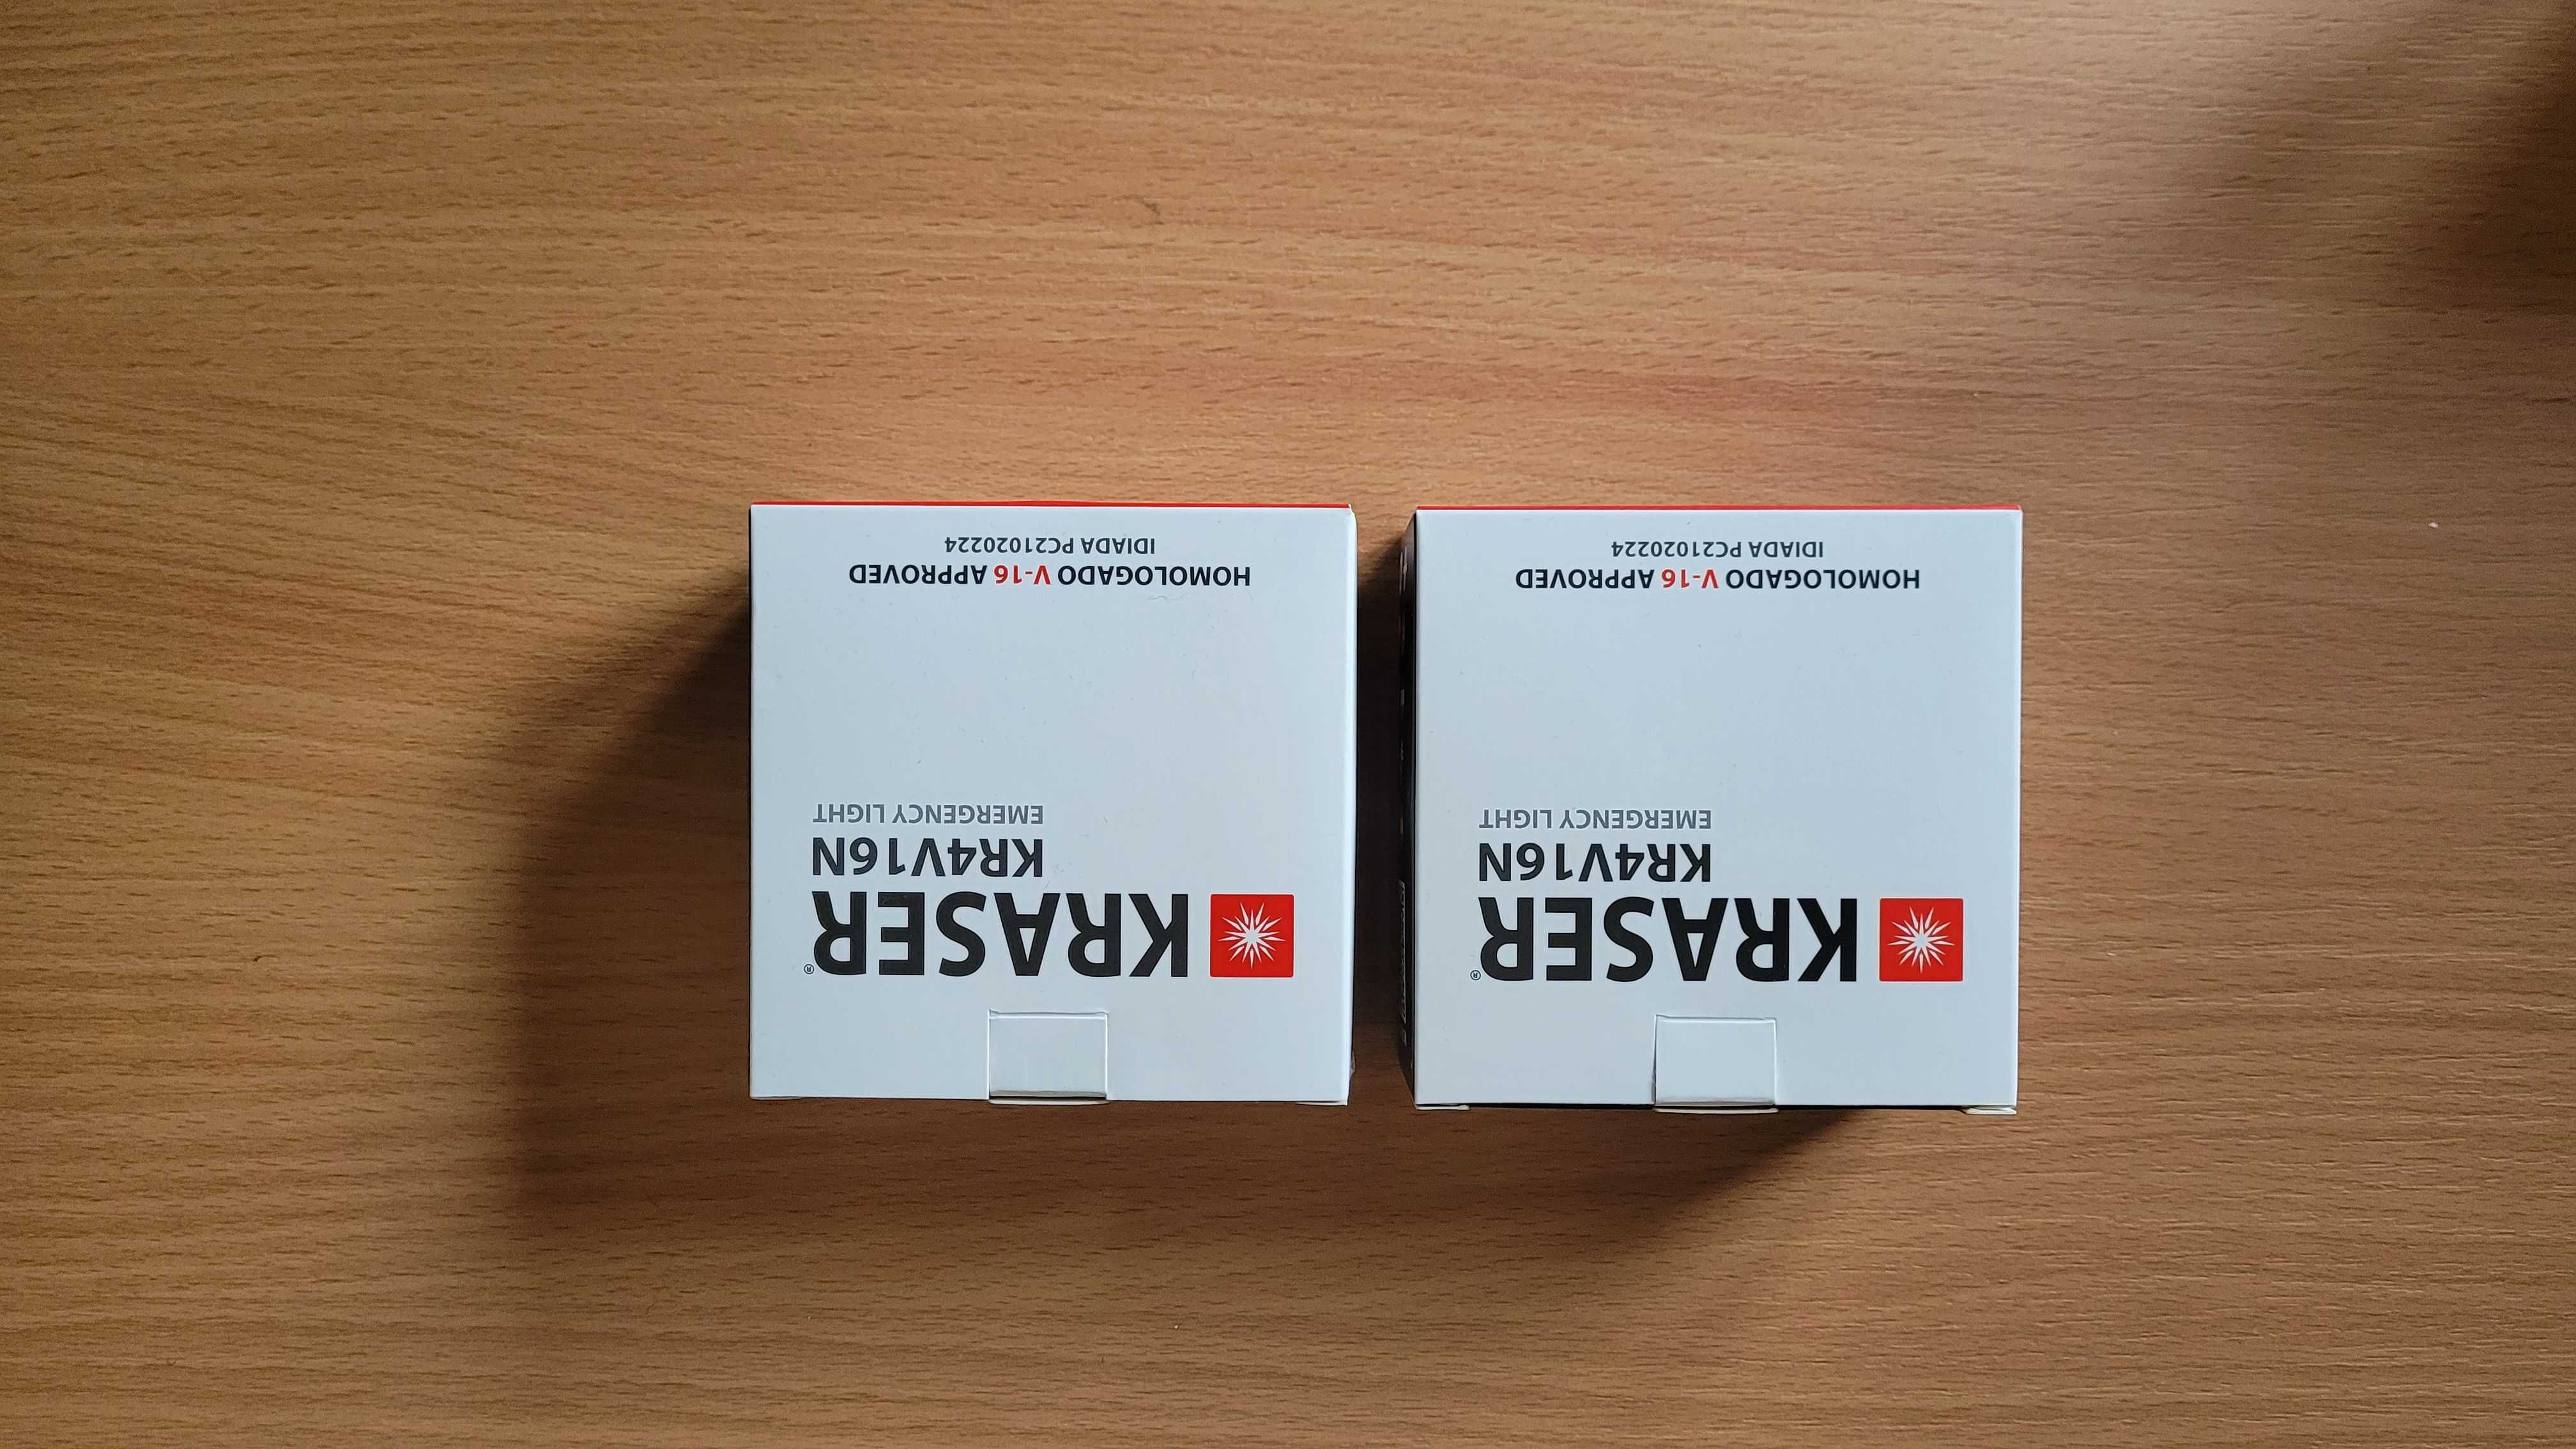 KRASER®
KR4V16N
EMERGENCY LIGHT
HOMOLOGADO V-16 APPROVED
IDIADA PC21020224
KRASER®
KR4V16N
EMERGENCY LIGHT
HOMOLOGADO V-16 APPROVED
IDIADA PC21020224